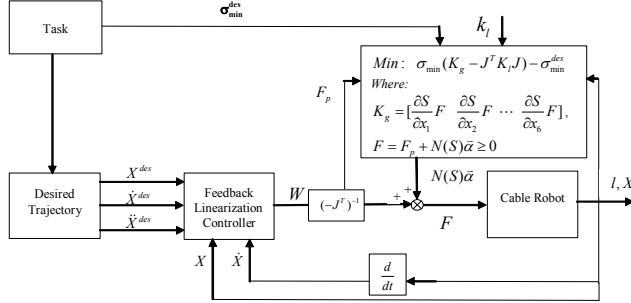 σ_min^des
Task
k_l
Min: σ_min(K_g − J^T K_l J) − σ_min^des
Where:
K_g = [∂S/∂x_1 F ∂S/∂x_2 F ⋯ ∂S/∂x_6 F],
F = F_p + N(S)ᾱ ≥ 0
F_p
N(S)ᾱ
Desired
Trajectory
X^des
Ẋ^des
Ẍ^des
Feedback
Linearization
Controller
W
(−J^T)^−1
+
+
F
Cable Robot
l, X
X
Ẋ
d/dt